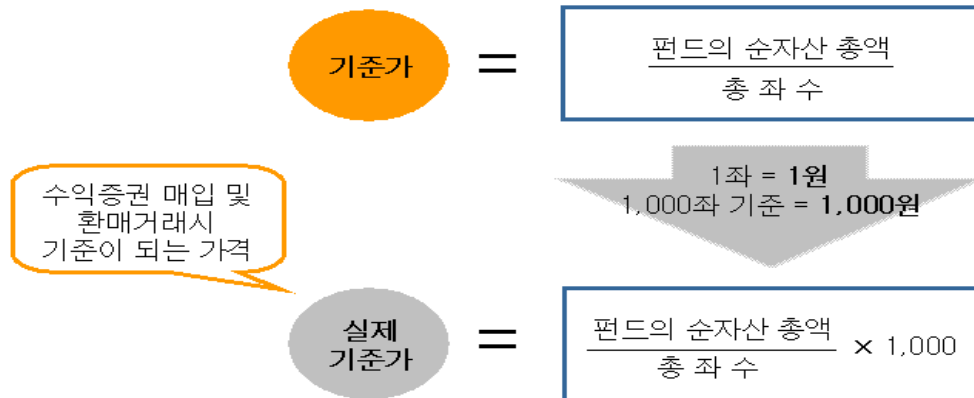 기준가
=
펀드의 순자산 총액
총 좌 수
1좌 = 1원
1,000좌 기준 = 1,000원
수익증권 매입 및
환매거래시
기준이 되는 가격
실제
기준가
=
펀드의 순자산 총액
총 좌 수
× 1,000